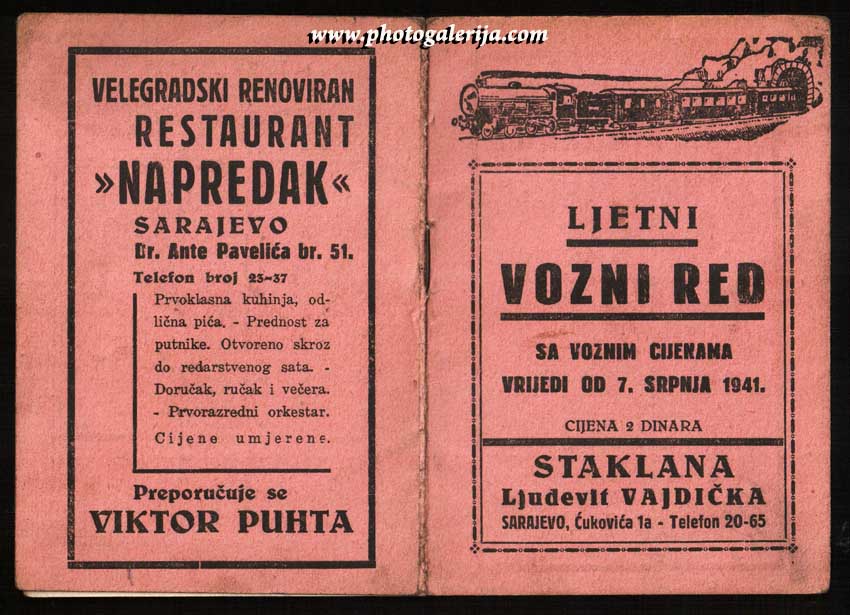 www.photogalerija.com
VELEGRADSKI RENOVIRAN
RESTAURANT
»NAPREDAK«
SARAJEVO
Dr. Ante Pavelića br. 51.
Telefon broj 23-37
Prvoklasna kuhinja, od-
lična pića. - Prednost za
putnike. Otvoreno skroz
do redarstvenog sata. -
Doručak, ručak i večera.
- Prvorazredni orkestar.
Cijene umjerene.
Preporučuje se
VIKTOR PUHTA
LJETNI
VOZNI RED
SA VOZNIM CIJENAMA
VRIJEDI OD 7. SRPNJA 1941.
CIJENA 2 DINARA
STAKLANA
Ljudevit VAJDIČKA
SARAJEVO, Ćukovića 1a - Telefon 20-65